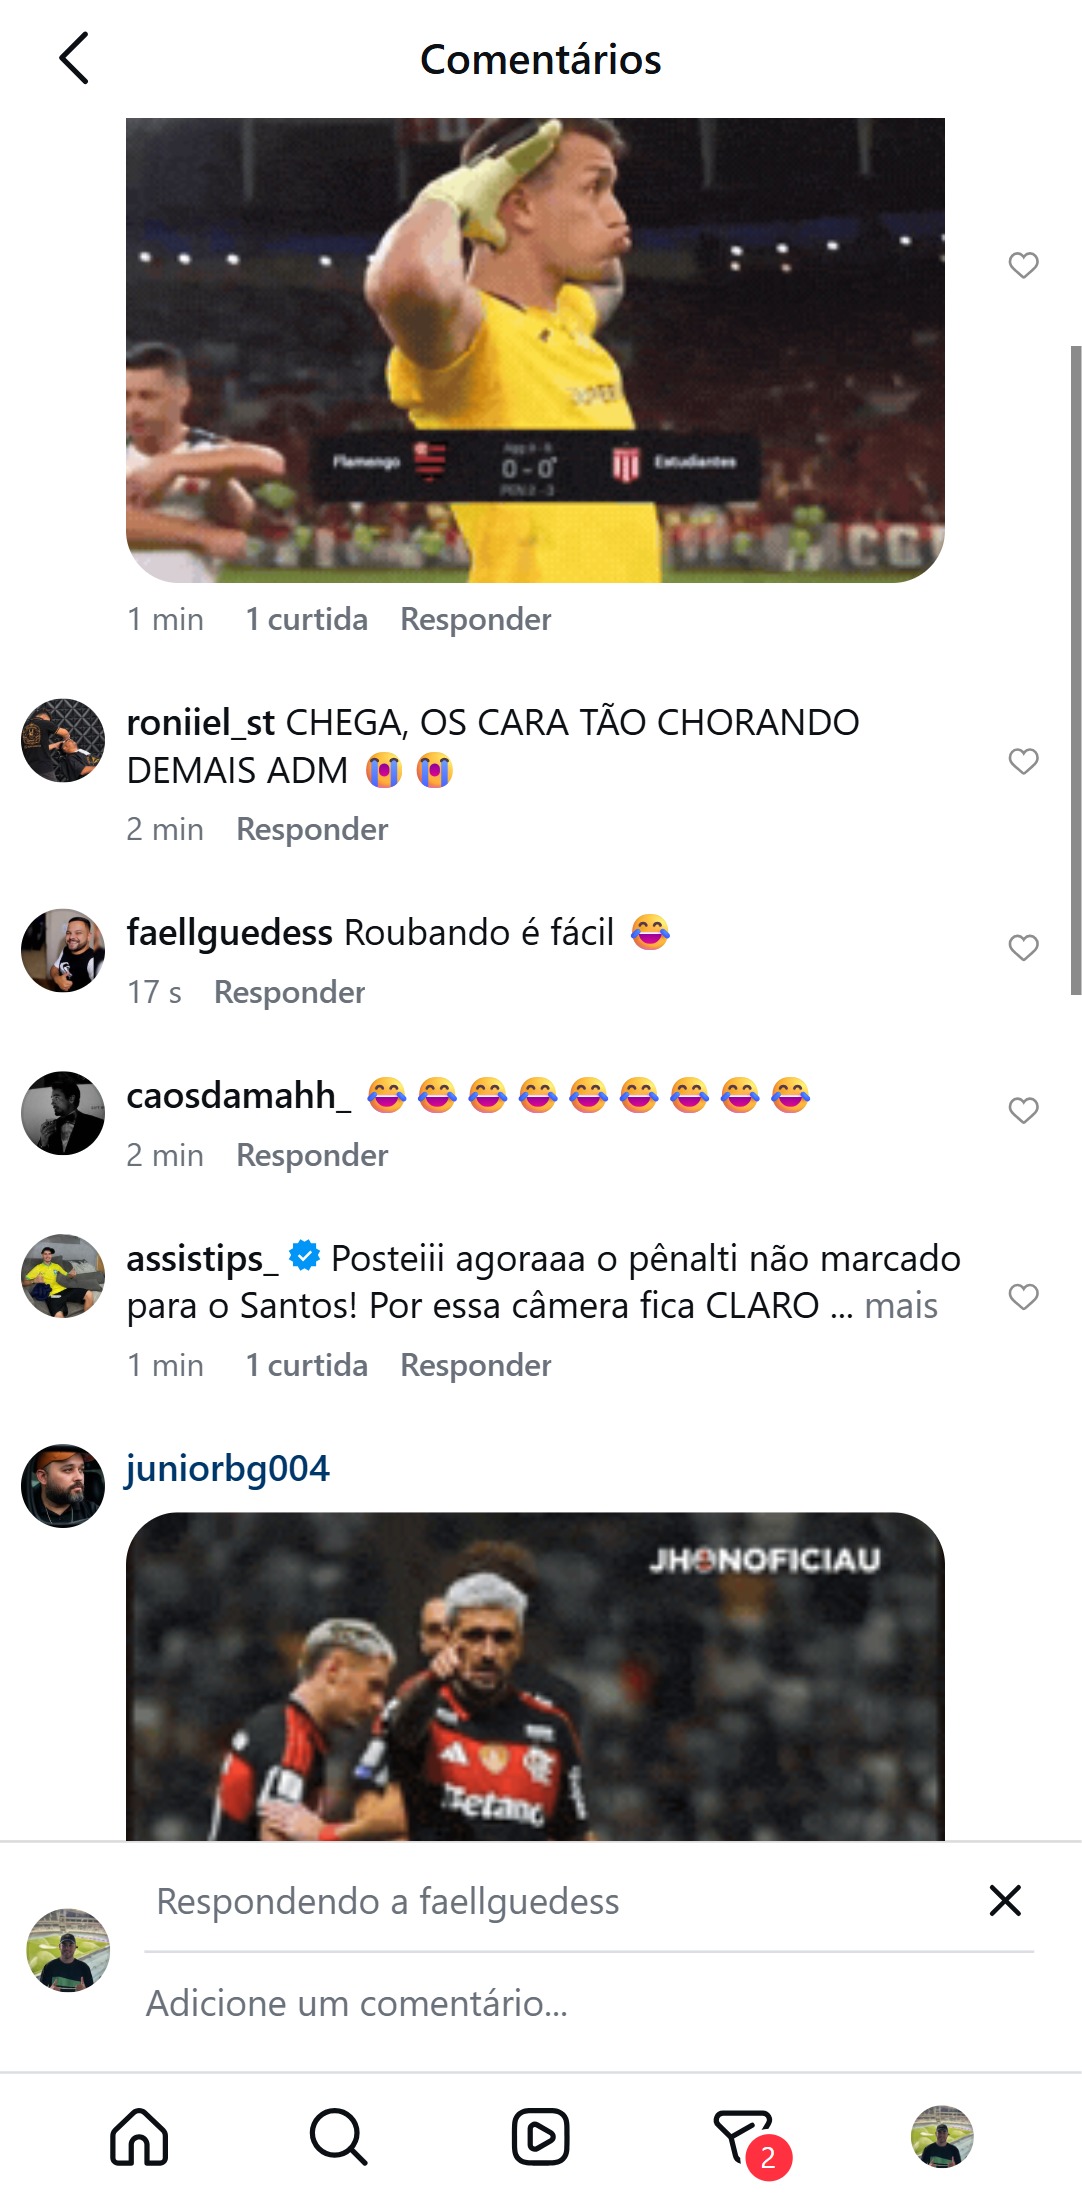 Comentários
Flamengo
0 - 0
Estudiantes
1 min 1 curtida Responder
roniiel_st CHEGA, OS CARA TÃO CHORANDO
DEMAIS ADM 😭 😭
2 min Responder
faellguedess Roubando é fácil 😂
17 s Responder
caosdamahh_ 😂😂😂😂😂😂😂😂😂
2 min Responder
assistips_ Posteiii agoraaa o pênalti não marcado
para o Santos! Por essa câmera fica CLARO ... mais
1 min 1 curtida Responder
juniorbg004
JHONOFICIAU
Betano
Respondendo a faellguedess
Adicione um comentário...
2